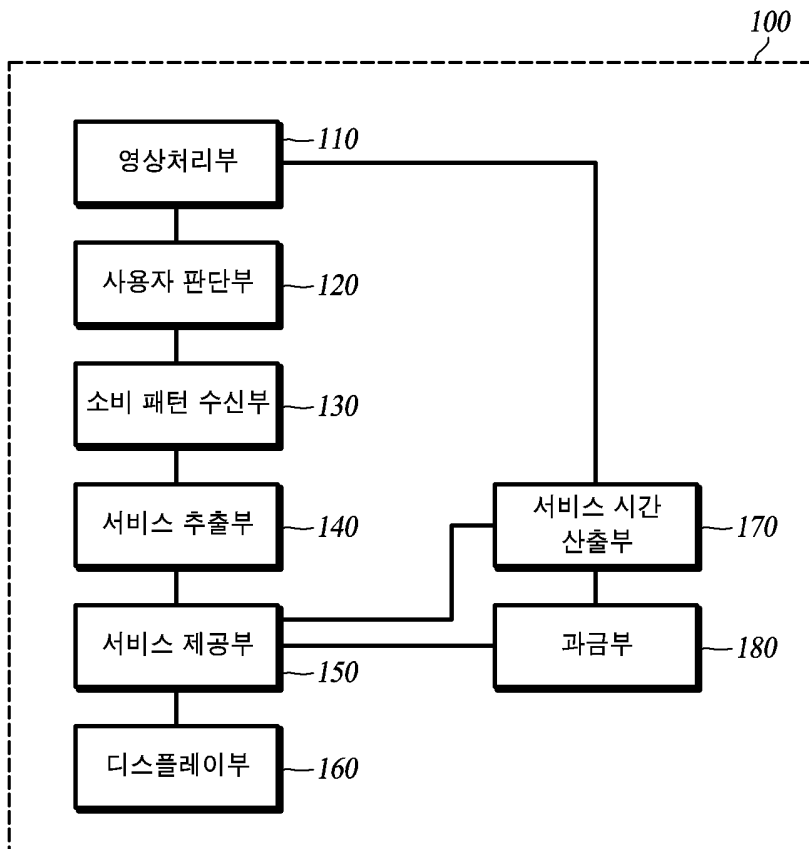 100
영상처리부
110
사용자 판단부
120
소비 패턴 수신부
130
서비스 추출부
140
서비스 시간
산출부
170
서비스 제공부
150
과금부
180
디스플레이부
160